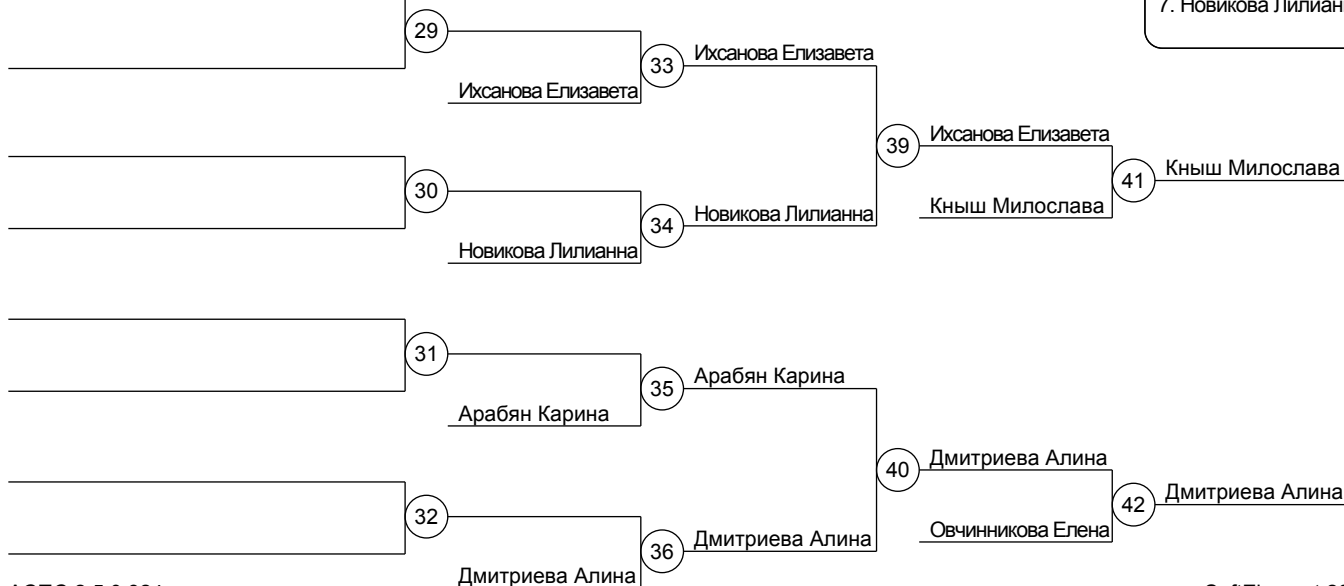 7. Новикова Лилиан
29
Ихсанова Елизавета
33
Ихсанова Елизавета
Ихсанова Елизавета
39
Кныш Милослава
41
Кныш Милослава
30
Новикова Лилианна
34
Новикова Лилианна
31
Арабян Карина
35
Арабян Карина
Дмитриева Алина
40
Дмитриева Алина
42
Овчинникова Елена
32
Дмитриева Алина
36
Дмитриева Алина